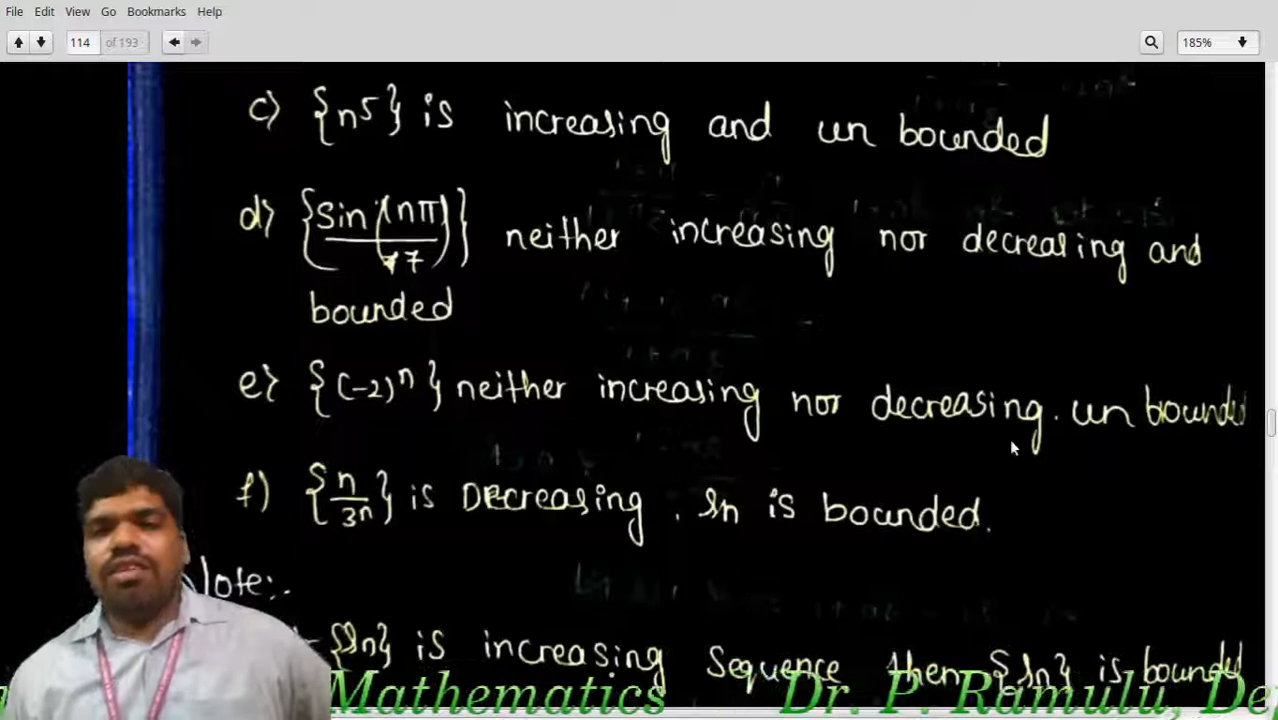 File Edit View Go Bookmarks Help
114 of 193 185%
c) {n⁵} is increasing and un bounded
d) {Sin (nπ/7)} neither increasing nor decreasing and
bounded
e) {(-2)ⁿ} neither increasing nor decreasing. un bounded
f) {n/3ⁿ} is Decreasing. Sn is bounded.
Note:-
{Sn} is increasing Sequence then {Sn} is bounded
Mathematics Dr. P. Ramulu, De